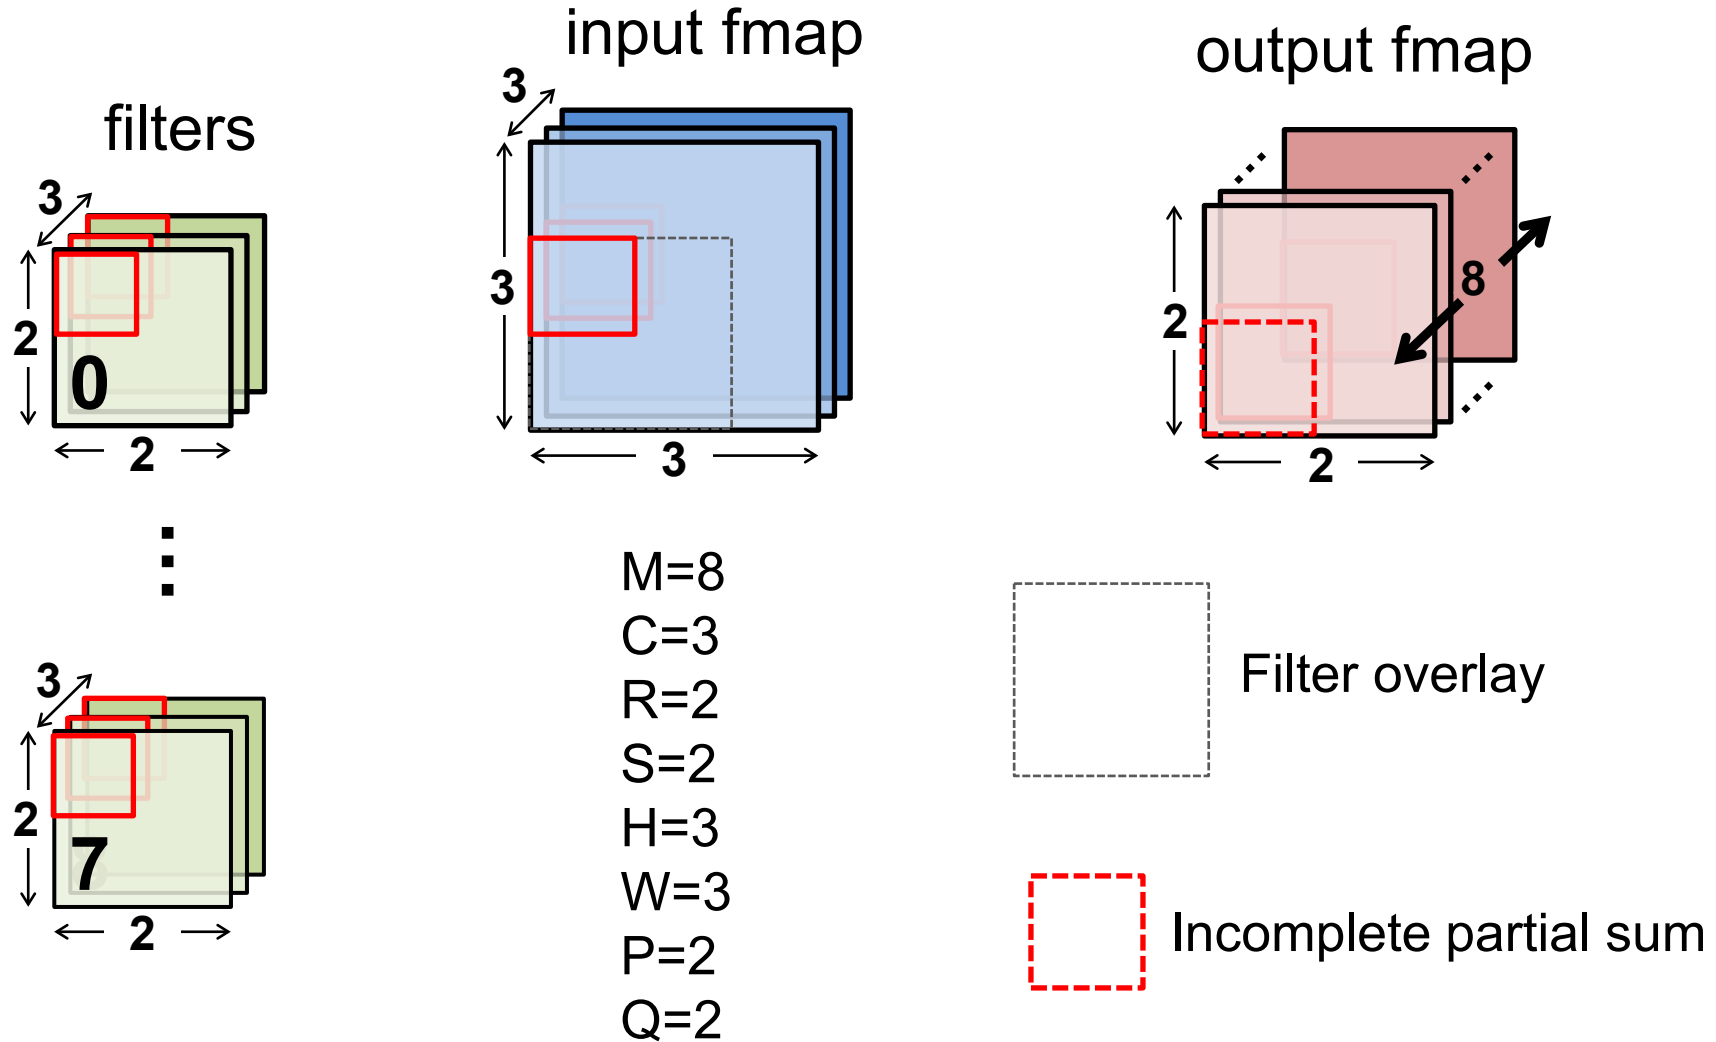 input fmap
output fmap
filters
3
2
0
2
3
3
3
2
8
2
3
2
7
2
M=8
C=3
R=2
S=2
H=3
W=3
P=2
Q=2
Filter overlay
Incomplete partial sum